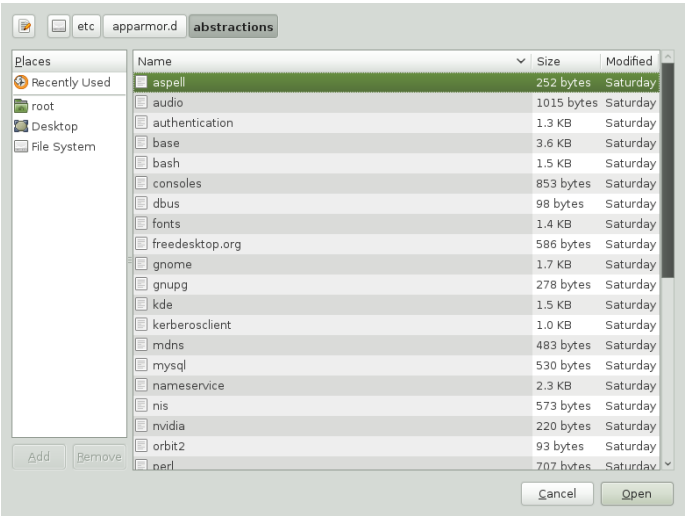 etc apparmor.d abstractions
Places
Recently Used
root
Desktop
File System
Add Remove
Name Size Modified
aspell 252 bytes Saturday
audio 1015 bytes Saturday
authentication 1.3 KB Saturday
base 3.6 KB Saturday
bash 1.5 KB Saturday
consoles 853 bytes Saturday
dbus 98 bytes Saturday
fonts 1.4 KB Saturday
freedesktop.org 586 bytes Saturday
gnome 1.7 KB Saturday
gnupg 278 bytes Saturday
kde 1.5 KB Saturday
kerberosclient 1.0 KB Saturday
mdns 483 bytes Saturday
mysql 530 bytes Saturday
nameservice 2.3 KB Saturday
nis 573 bytes Saturday
nvidia 220 bytes Saturday
orbit2 93 bytes Saturday
perl 707 bytes Saturday
Cancel Open